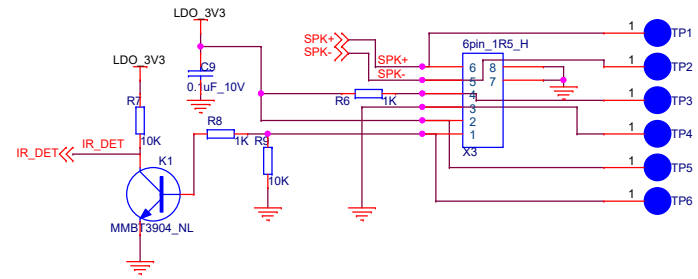 LDO_3V3
SPK+
SPK-
6pin_1R5_H
1
TP1
LDO_3V3
C9
0.1uF_10V
SPK+
SPK-
6
8
5
7
4
3
2
1
X3
1
TP2
R7
10K
R6
1K
1
TP3
IR_DET
IR_DET
R8
1K
R9
10K
1
TP4
K1
MMBT3904_NL
1
TP5
1
TP6